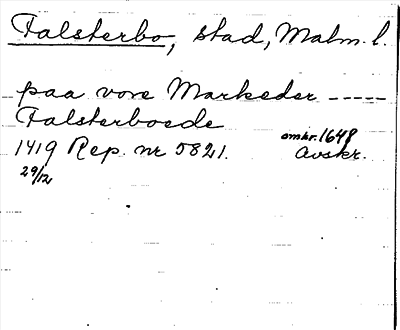 Falsterbo, stad, Malm. l.
paa vore Markeder -----
Falsterboede
1419 Rep. nr 5821. omkr. 1648 Avskr.
29/12